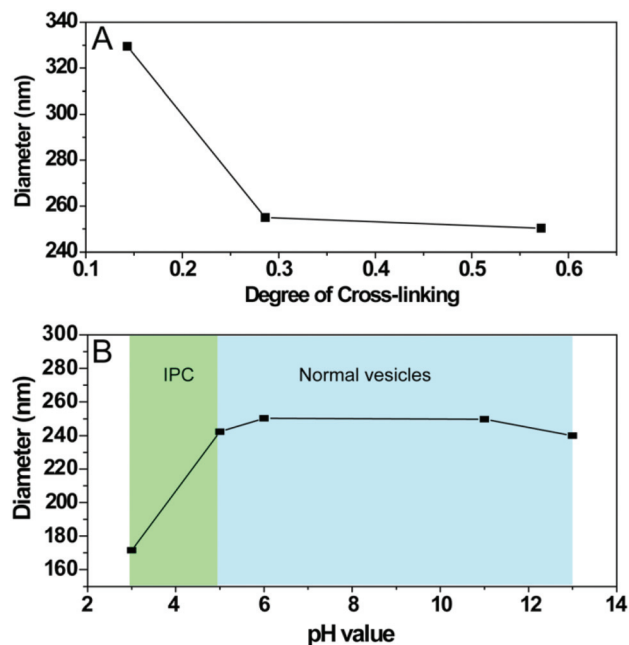 A
340
320
300
280
260
240
Diameter (nm)
0.1 0.2 0.3 0.4 0.5 0.6
Degree of Cross-linking
B
300
280
260
240
220
200
180
160
Diameter (nm)
IPC Normal vesicles
2 4 6 8 10 12 14
pH value